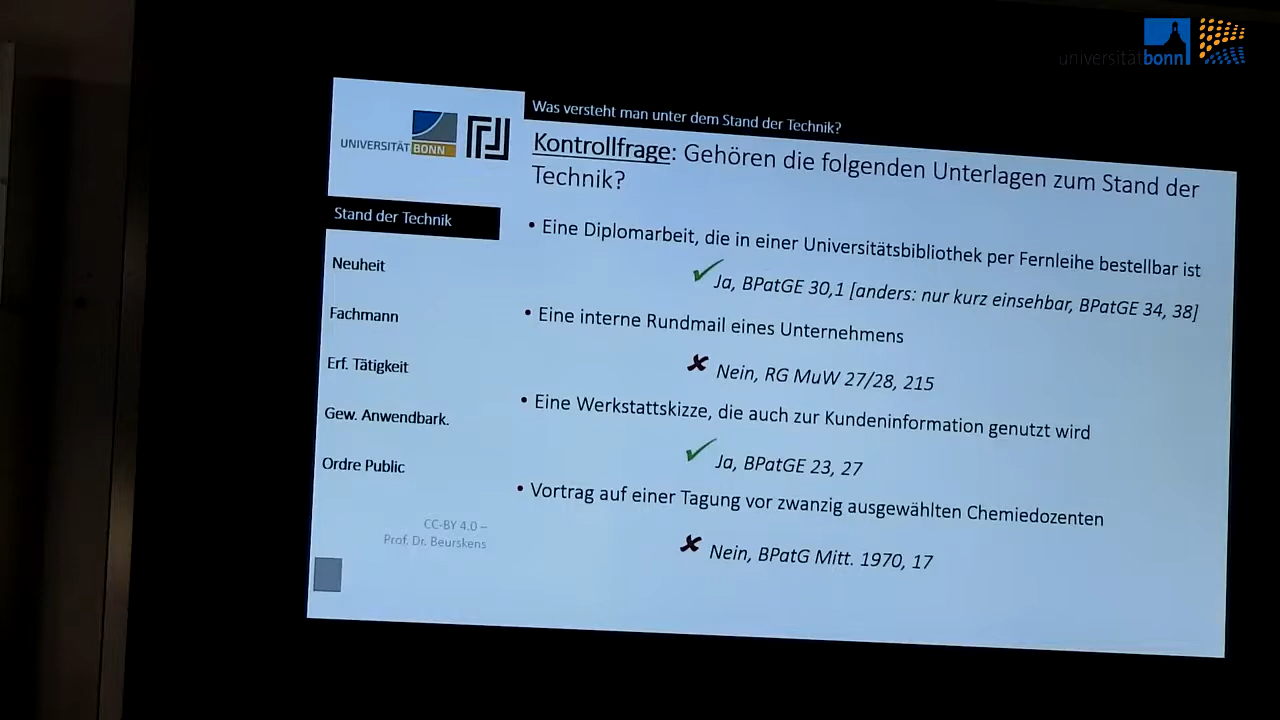 universitätbonn
UNIVERSITÄT BONN
Was versteht man unter dem Stand der Technik?
Kontrollfrage: Gehören die folgenden Unterlagen zum Stand der
Technik?
Stand der Technik
Neuheit
Fachmann
Erf. Tätigkeit
Gew. Anwendbark.
Ordre Public
CC-BY 4.0 –
Prof. Dr. Beurskens
• Eine Diplomarbeit, die in einer Universitätsbibliothek per Fernleihe bestellbar ist
Ja, BPatGE 30,1 [anders: nur kurz einsehbar, BPatGE 34, 38]
• Eine interne Rundmail eines Unternehmens
Nein, RG MuW 27/28, 215
• Eine Werkstattskizze, die auch zur Kundeninformation genutzt wird
Ja, BPatGE 23, 27
• Vortrag auf einer Tagung vor zwanzig ausgewählten Chemiedozenten
Nein, BPatG Mitt. 1970, 17